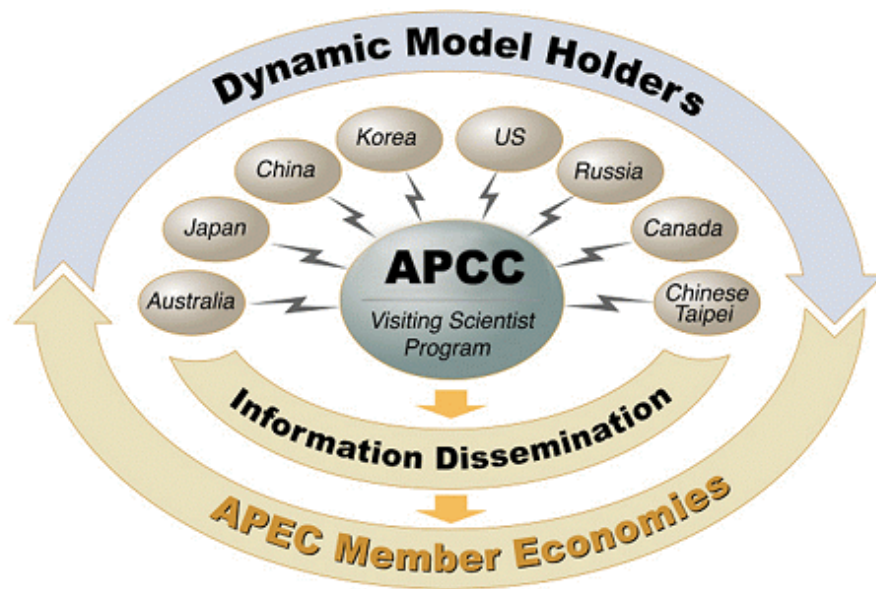 Dynamic Model Holders
Korea
US
China
Russia
Japan
Canada
Australia
Chinese
Taipei
APCC
Visiting Scientist
Program
Information Dissemination
APEC Member Economies